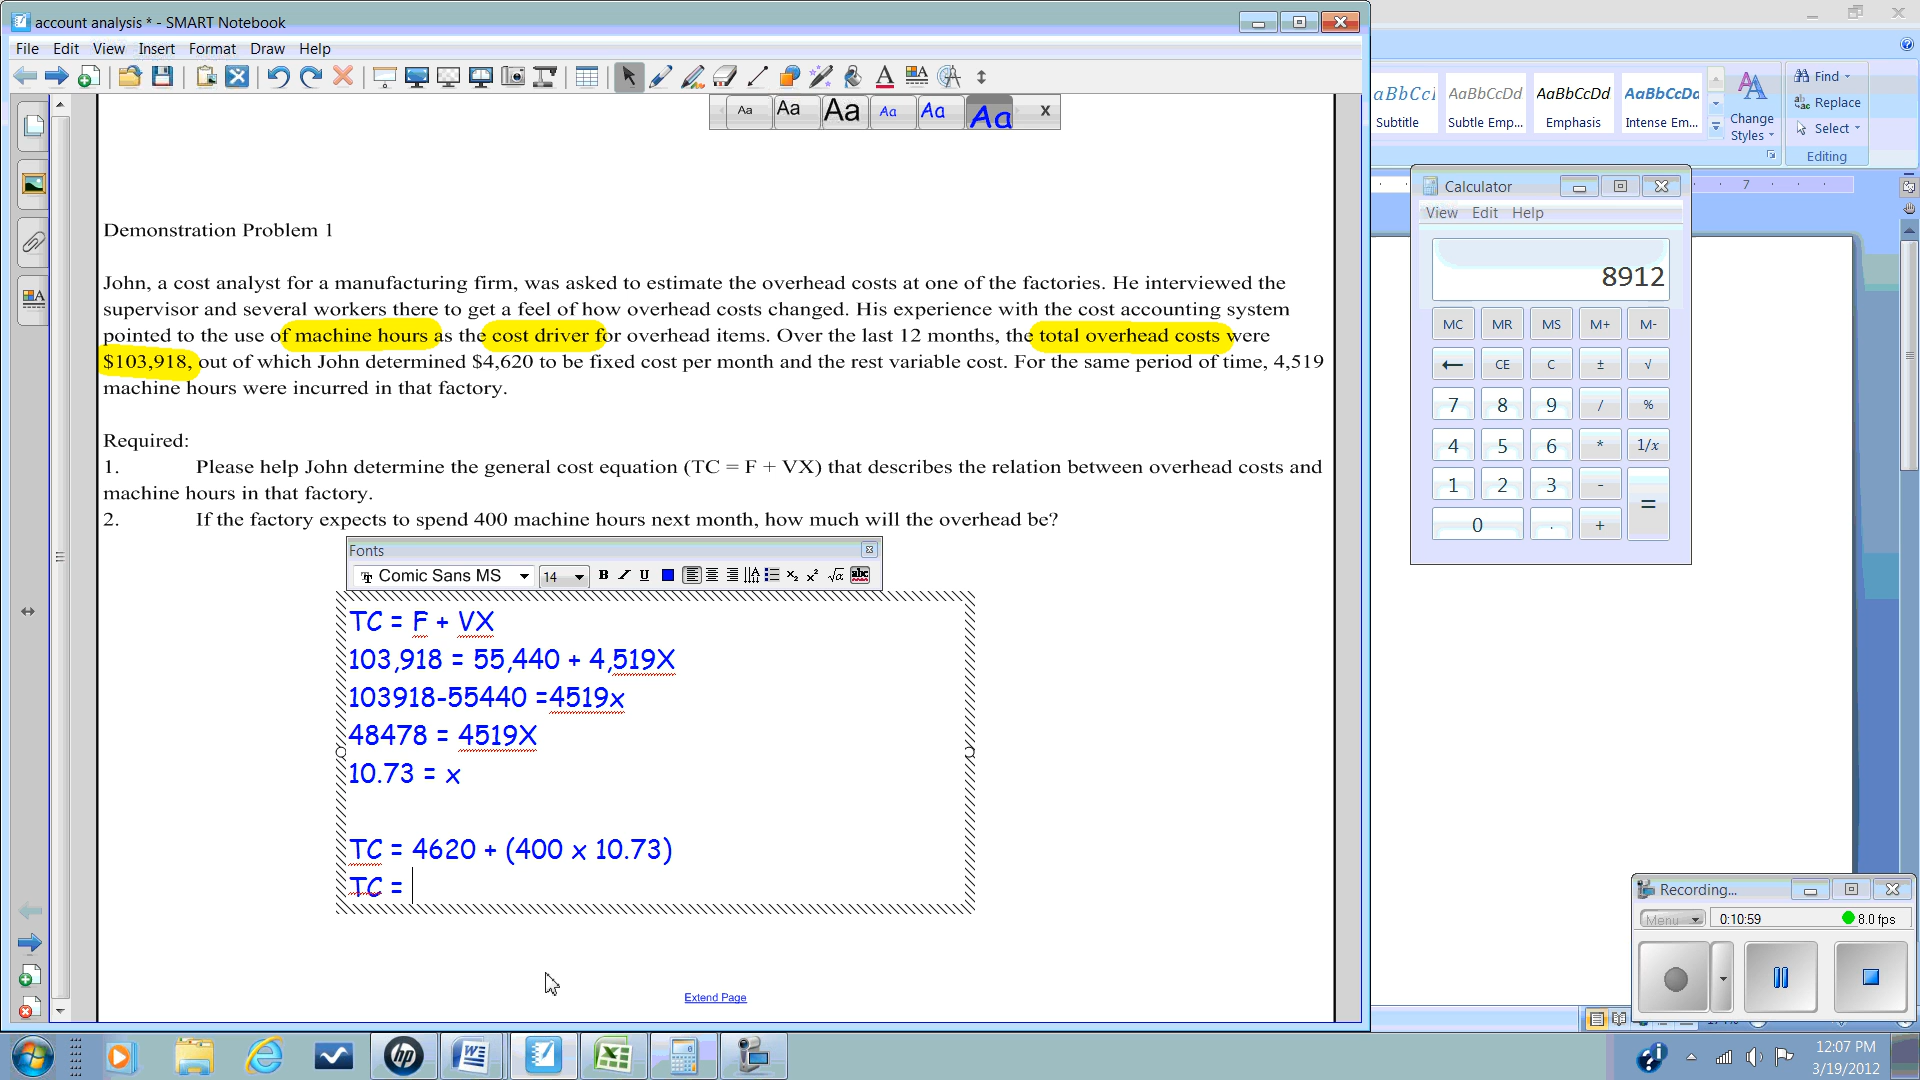 account analysis * - SMART Notebook
File Edit View Insert Format Draw Help
Aa Aa Aa Aa Aa Aa x
Demonstration Problem 1
John, a cost analyst for a manufacturing firm, was asked to estimate the overhead costs at one of the factories. He interviewed the
supervisor and several workers there to get a feel of how overhead costs changed. His experience with the cost accounting system
pointed to the use of machine hours as the cost driver for overhead items. Over the last 12 months, the total overhead costs were
$103,918, out of which John determined $4,620 to be fixed cost per month and the rest variable cost. For the same period of time, 4,519
machine hours were incurred in that factory.
Required:
1. Please help John determine the general cost equation (TC = F + VX) that describes the relation between overhead costs and
machine hours in that factory.
2. If the factory expects to spend 400 machine hours next month, how much will the overhead be?
Fonts
Comic Sans MS 14 B I U abc
TC = F + VX
103,918 = 55,440 + 4,519X
103918-55440 =4519x
48478 = 4519X
10.73 = x
TC = 4620 + (400 x 10.73)
TC =
Extend Page
aBbCcI AaBbCcDd AaBbCcDd AaBbCcDd
Subtitle Subtle Emp... Emphasis Intense Em...
Change
Styles
Find
Replace
Select
Editing
7
Calculator
View Edit Help
8912
MC MR MS M+ M-
← CE C ± √
7 8 9 / %
4 5 6 * 1/x
1 2 3 - =
0 . +
Recording...
Menu 0:10:59 8.0 fps
12:07 PM
3/19/2012